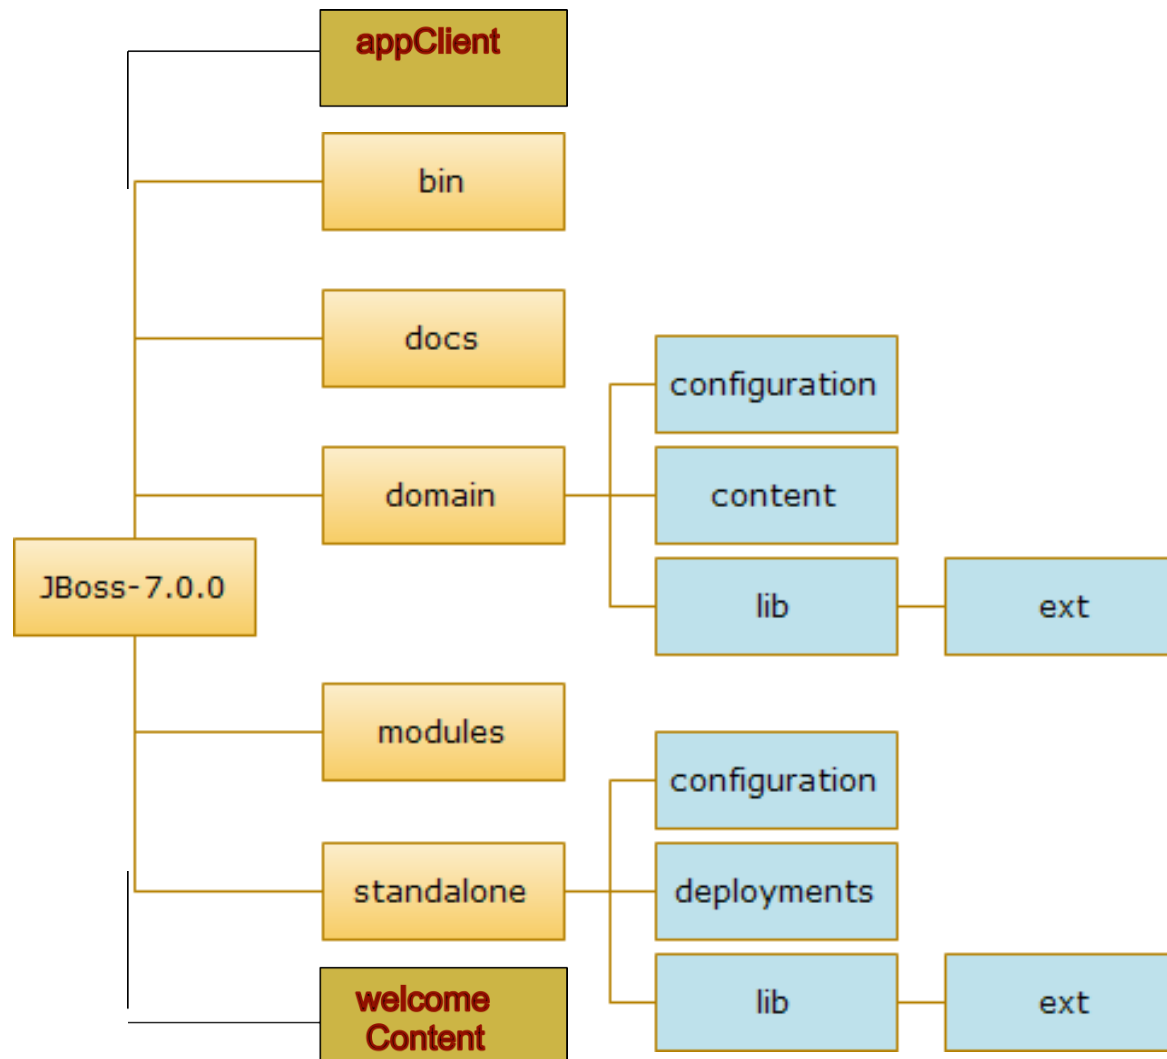 appClient
bin
docs
configuration
domain
content
JBoss-7.0.0
lib
ext
modules
configuration
standalone
deployments
welcome
Content
lib
ext